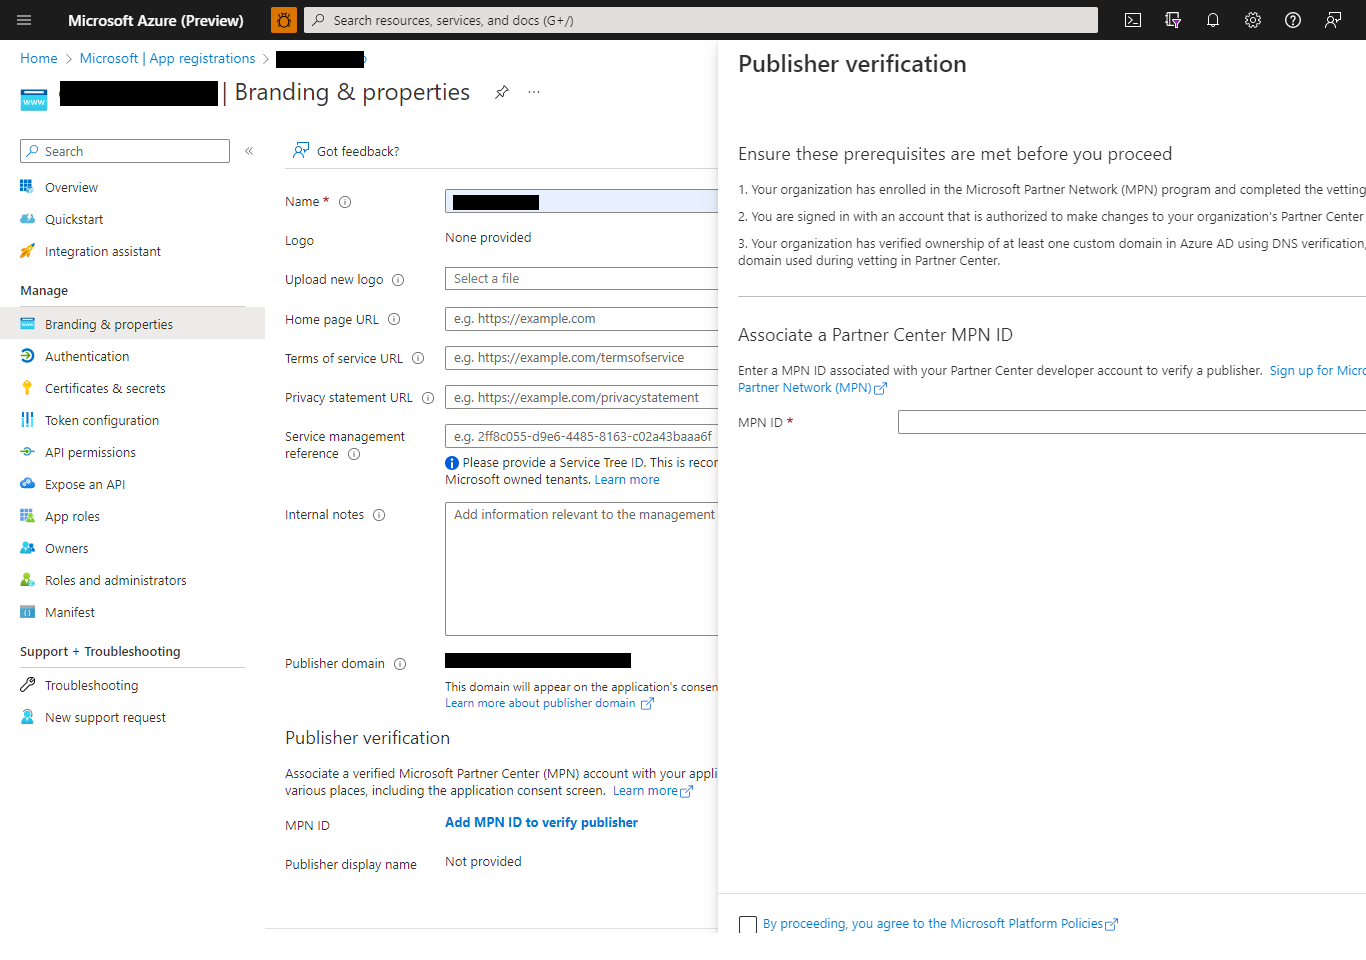 Microsoft Azure (Preview)
Search resources, services, and docs (G+/)
Home > Microsoft | App registrations >
| Branding & properties
Search
Overview
Quickstart
Integration assistant
Manage
Branding & properties
Authentication
Certificates & secrets
Token configuration
API permissions
Expose an API
App roles
Owners
Roles and administrators
Manifest
Support + Troubleshooting
Troubleshooting
New support request
Got feedback?
Name *
Logo
None provided
Upload new logo
Select a file
Home page URL
e.g. https://example.com
Terms of service URL
e.g. https://example.com/termsofservice
Privacy statement URL
e.g. https://example.com/privacystatement
Service management
reference
e.g. 2ff8c055-d9e6-4485-8163-c02a43baaa6f
Please provide a Service Tree ID. This is recor
Microsoft owned tenants. Learn more
Internal notes
Add information relevant to the management
Publisher domain
This domain will appear on the application's consen
Learn more about publisher domain
Publisher verification
Associate a verified Microsoft Partner Center (MPN) account with your appli
various places, including the application consent screen. Learn more
MPN ID
Add MPN ID to verify publisher
Publisher display name
Not provided
Publisher verification
Ensure these prerequisites are met before you proceed
1. Your organization has enrolled in the Microsoft Partner Network (MPN) program and completed the vetting
2. You are signed in with an account that is authorized to make changes to your organization's Partner Center
3. Your organization has verified ownership of at least one custom domain in Azure AD using DNS verification,
domain used during vetting in Partner Center.
Associate a Partner Center MPN ID
Enter a MPN ID associated with your Partner Center developer account to verify a publisher. Sign up for Micro
Partner Network (MPN)
MPN ID *
By proceeding, you agree to the Microsoft Platform Policies